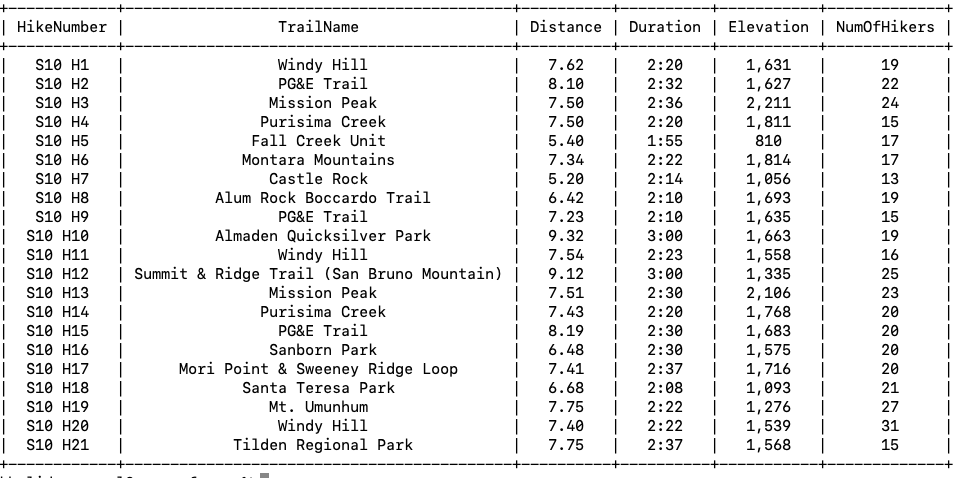 HikeNumber | TrailName | Distance | Duration | Elevation | NumOfHikers
S10 H1 | Windy Hill | 7.62 | 2:20 | 1,631 | 19
S10 H2 | PG&E Trail | 8.10 | 2:32 | 1,627 | 22
S10 H3 | Mission Peak | 7.50 | 2:36 | 2,211 | 24
S10 H4 | Purisima Creek | 7.50 | 2:20 | 1,811 | 15
S10 H5 | Fall Creek Unit | 5.40 | 1:55 | 810 | 17
S10 H6 | Montara Mountains | 7.34 | 2:22 | 1,814 | 17
S10 H7 | Castle Rock | 5.20 | 2:14 | 1,056 | 13
S10 H8 | Alum Rock Boccardo Trail | 6.42 | 2:10 | 1,693 | 19
S10 H9 | PG&E Trail | 7.23 | 2:10 | 1,635 | 15
S10 H10 | Almaden Quicksilver Park | 9.32 | 3:00 | 1,663 | 19
S10 H11 | Windy Hill | 7.54 | 2:23 | 1,558 | 16
S10 H12 | Summit & Ridge Trail (San Bruno Mountain) | 9.12 | 3:00 | 1,335 | 25
S10 H13 | Mission Peak | 7.51 | 2:30 | 2,106 | 23
S10 H14 | Purisima Creek | 7.43 | 2:20 | 1,768 | 20
S10 H15 | PG&E Trail | 8.19 | 2:30 | 1,683 | 20
S10 H16 | Sanborn Park | 6.48 | 2:30 | 1,575 | 20
S10 H17 | Mori Point & Sweeney Ridge Loop | 7.41 | 2:37 | 1,716 | 20
S10 H18 | Santa Teresa Park | 6.68 | 2:08 | 1,093 | 21
S10 H19 | Mt. Umunhum | 7.75 | 2:22 | 1,276 | 27
S10 H20 | Windy Hill | 7.40 | 2:22 | 1,539 | 31
S10 H21 | Tilden Regional Park | 7.75 | 2:37 | 1,568 | 15